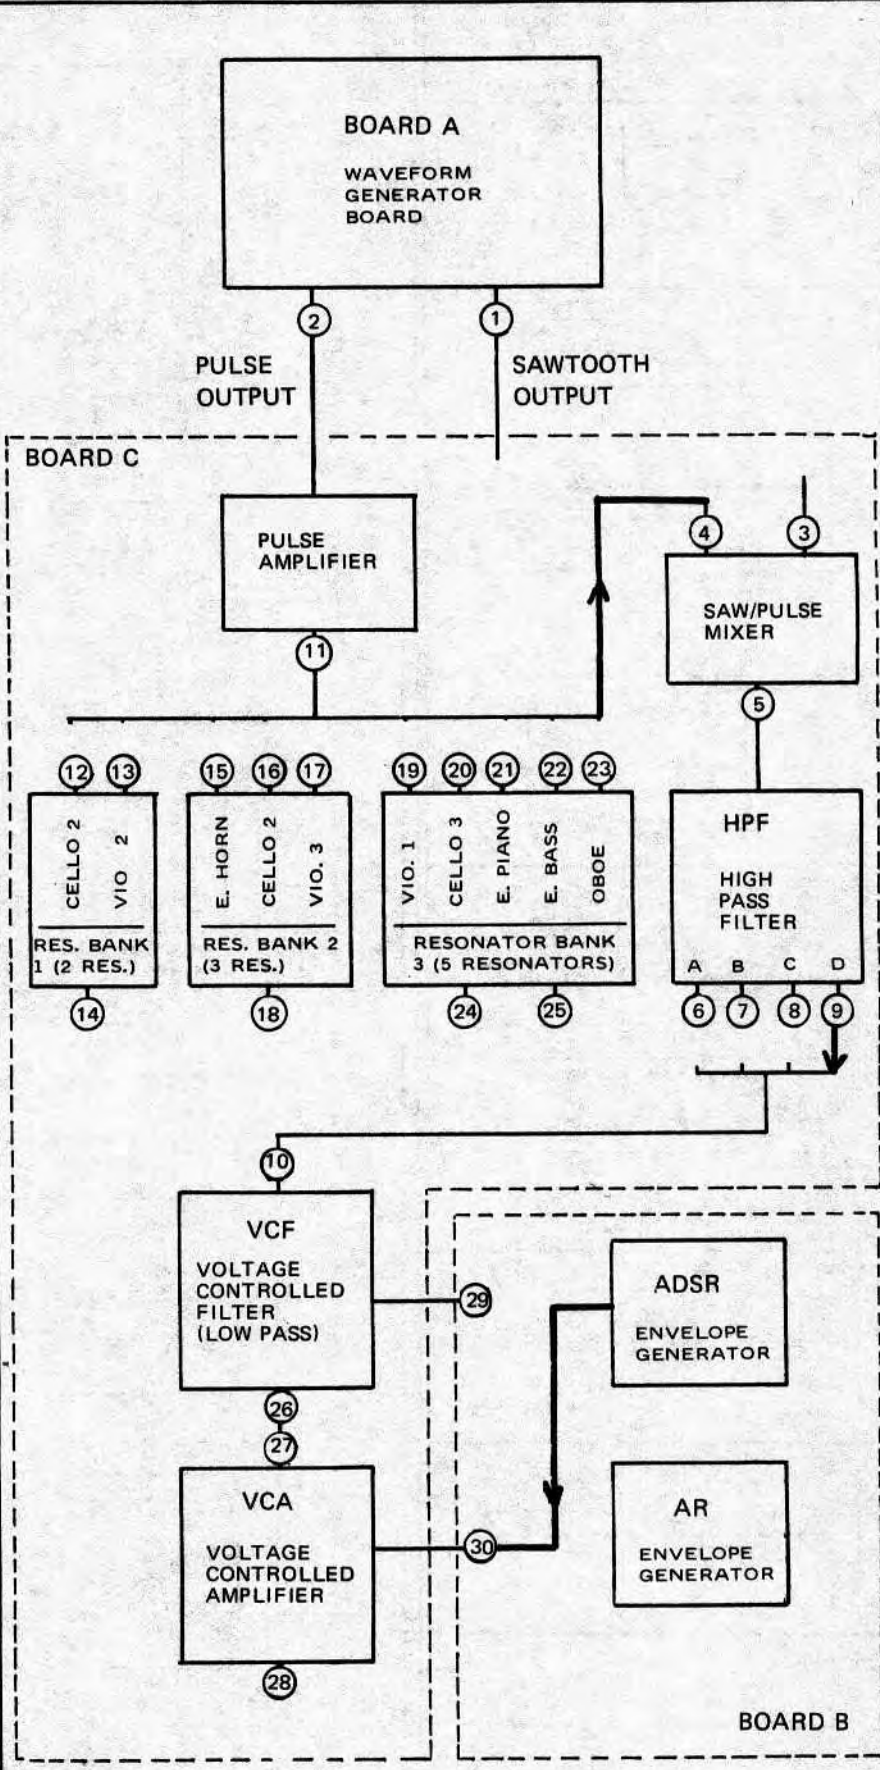 BOARD A
WAVEFORM
GENERATOR
BOARD
2
1
PULSE
OUTPUT
SAWTOOTH
OUTPUT
BOARD C
PULSE
AMPLIFIER
11
4
3
SAW/PULSE
MIXER
5
12
13
CELLO 2
VIO 2
RES. BANK
1 (2 RES.)
14
15
16
17
E. HORN
CELLO 2
VIO. 3
RES. BANK 2
(3 RES.)
18
19
20
21
22
23
VIO. 1
CELLO 3
E. PIANO
E. BASS
OBOE
RESONATOR BANK
3 (5 RESONATORS)
24
25
HPF
HIGH
PASS
FILTER
A B C D
6
7
8
9
10
VCF
VOLTAGE
CONTROLLED
FILTER
(LOW PASS)
29
26
27
VCA
VOLTAGE
CONTROLLED
AMPLIFIER
30
28
ADSR
ENVELOPE
GENERATOR
AR
ENVELOPE
GENERATOR
BOARD B